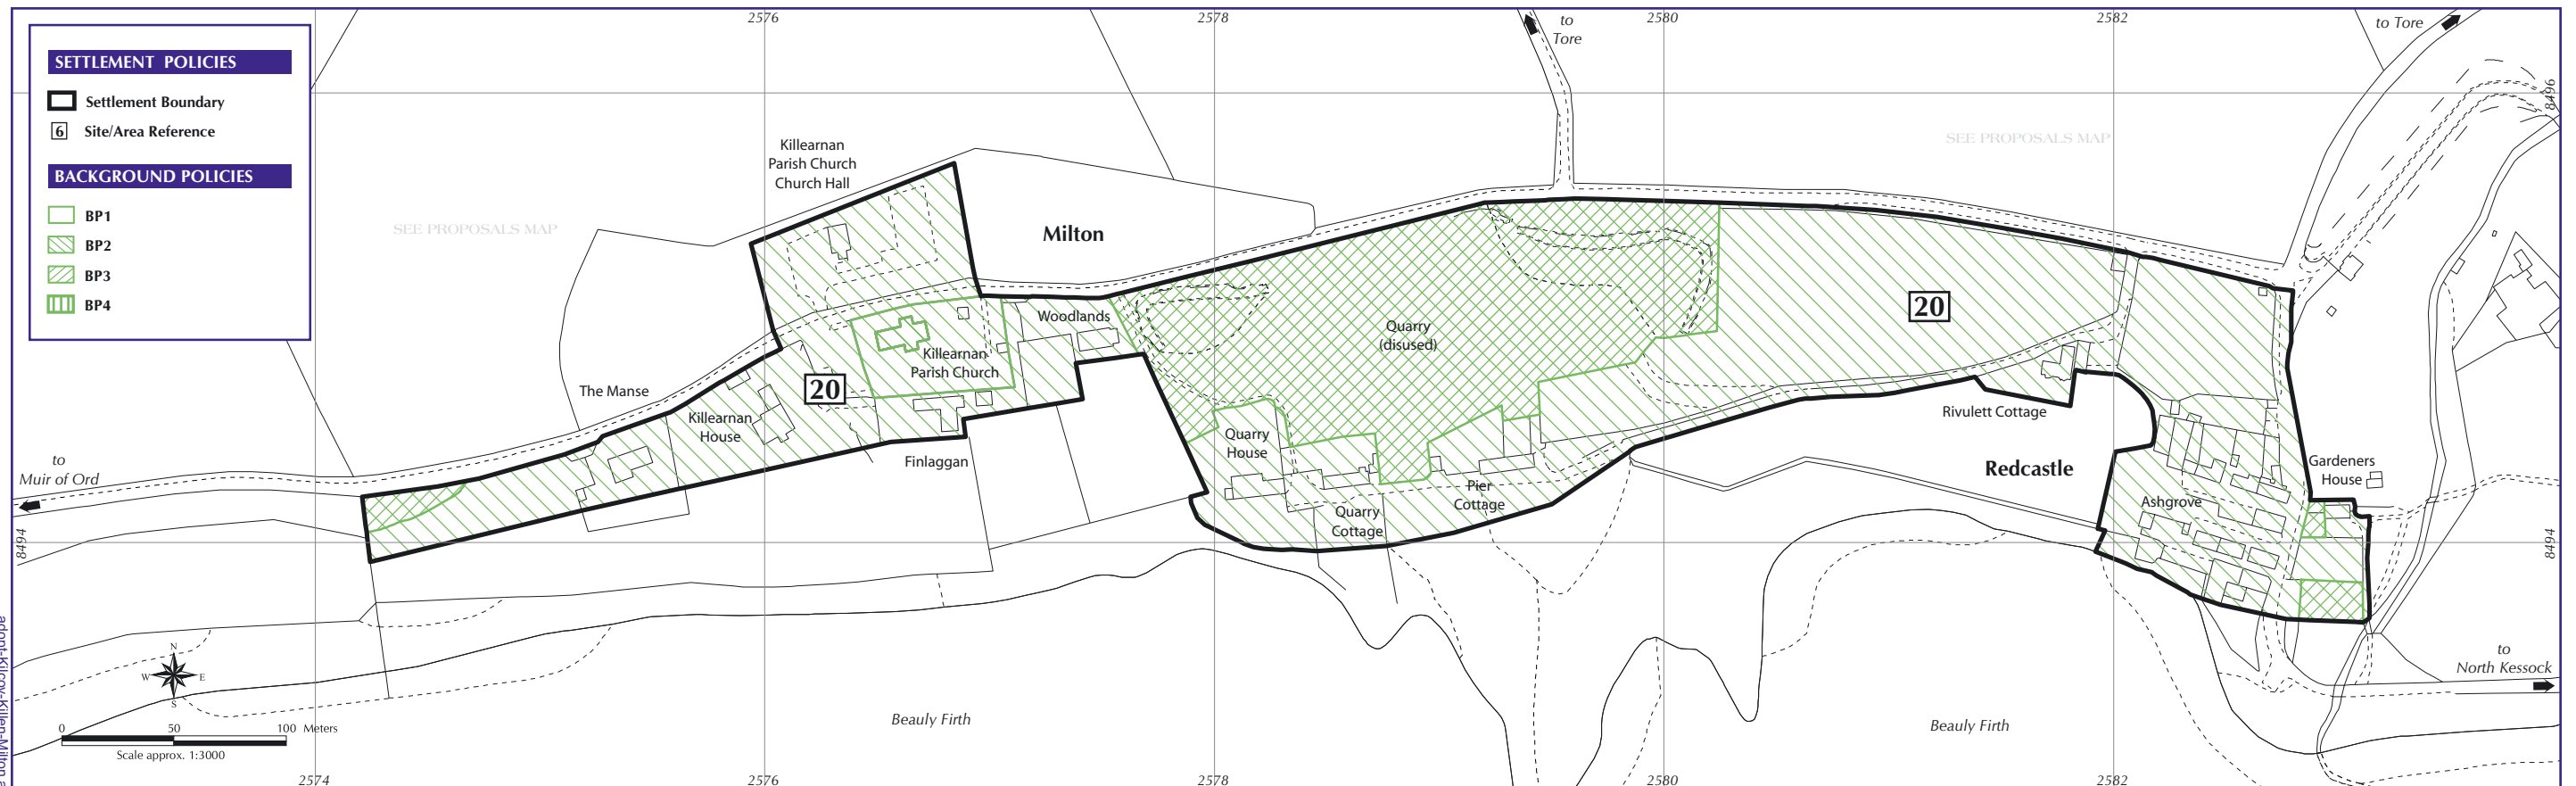 2576
2578
2580
2582
to
Tore
to Tore
SETTLEMENT POLICIES
Settlement Boundary
6 Site/Area Reference
BACKGROUND POLICIES
BP1
BP2
BP3
BP4
8496
SEE PROPOSALS MAP
SEE PROPOSALS MAP
Killearnan
Parish Church
Church Hall
Milton
Woodlands
Quarry
(disused)
20
Killearnan
Parish Church
20
The Manse
Killearnan
House
Finlaggan
Quarry
House
Quarry
Cottage
Pier
Cottage
Rivulett Cottage
Redcastle
Gardeners
House
Ashgrove
to
Muir of Ord
8494
8494
to
North Kessock
N
W E
S
0 50 100 Meters
Scale approx. 1:3000
Beauly Firth
Beauly Firth
2574
2576
2578
2580
2582